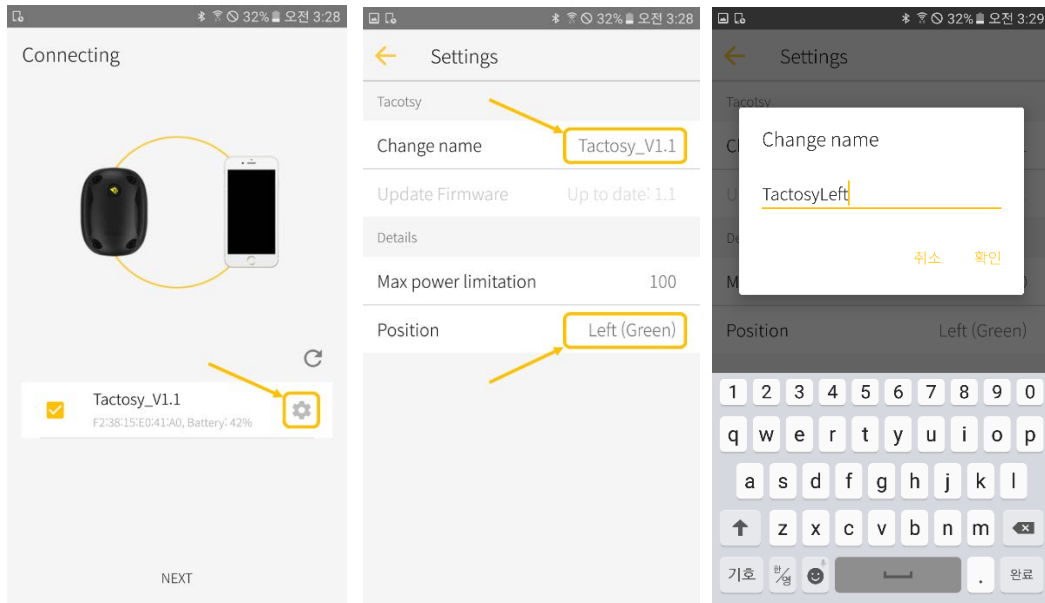 32% 오전 3:28
Connecting
Tactosy_V1.1
F2:38:15:E0:41:A0, Battery: 42%
NEXT
32% 오전 3:28
Settings
Tacotsy
Change name Tactosy_V1.1
Update Firmware Up to date: 1.1
Details
Max power limitation 100
Position Left (Green)
32% 오전 3:29
Settings
Tacotsy
Change name
TactosyLeft
취소 확인
Position Left (Green)
1 2 3 4 5 6 7 8 9 0
q w e r t y u i o p
a s d f g h j k l
z x c v b n m
기호 한/영 . 완료